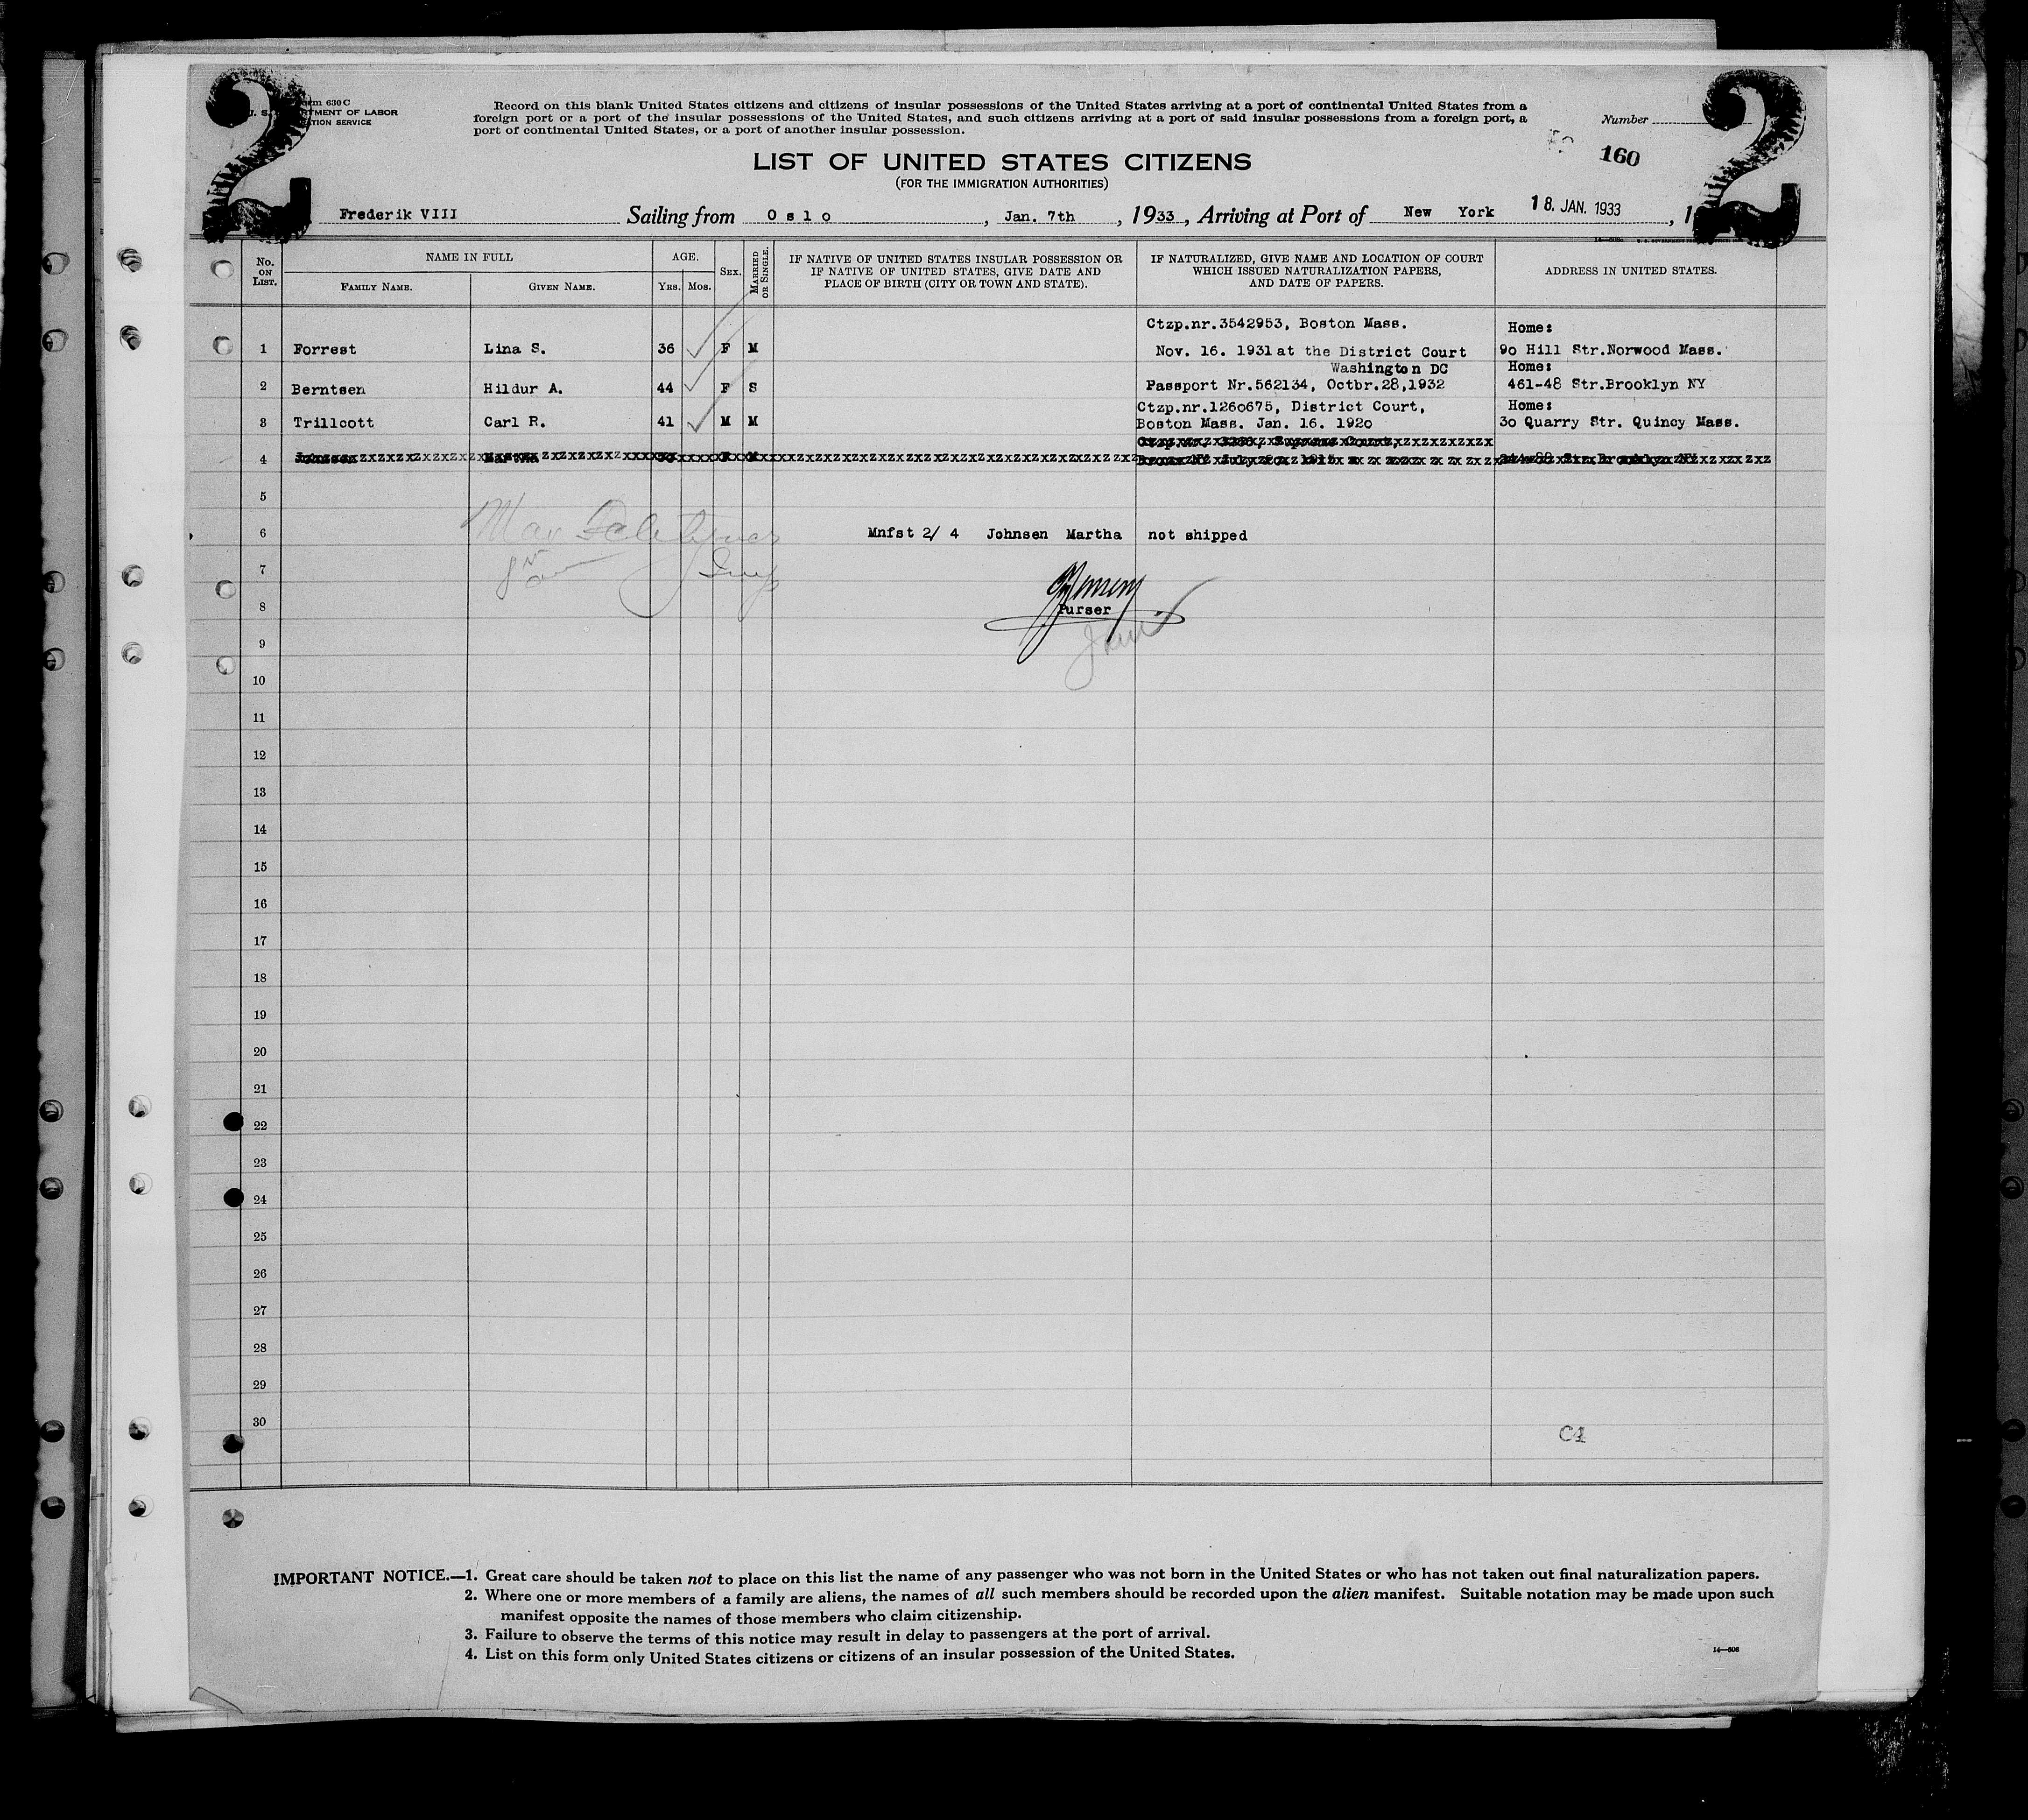 2 2
Form 630 C
U. S. DEPARTMENT OF LABOR
IMMIGRATION SERVICE
Record on this blank United States citizens and citizens of insular possessions of the United States arriving at a port of continental United States from a
foreign port or a port of the insular possessions of the United States, and such citizens arriving at a port of said insular possessions from a foreign port, a
port of continental United States, or a port of another insular possession.
Number
160
LIST OF UNITED STATES CITIZENS
(FOR THE IMMIGRATION AUTHORITIES)
Frederik VIII Sailing from Oslo, Jan. 7th, 1933, Arriving at Port of New York 18. JAN. 1933, 1
No. ON LIST. NAME IN FULL AGE. SEX. MARRIED OR SINGLE. IF NATIVE OF UNITED STATES INSULAR POSSESSION OR IF NATIVE OF UNITED STATES, GIVE DATE AND PLACE OF BIRTH (CITY OR TOWN AND STATE). IF NATURALIZED, GIVE NAME AND LOCATION OF COURT WHICH ISSUED NATURALIZATION PAPERS, AND DATE OF PAPERS. ADDRESS IN UNITED STATES.
FAMILY NAME. GIVEN NAME. YRS. MOS.
Ctzp.nr.3542953, Boston Mass. Home:
1 Forrest Lina S. 36 F M Nov. 16. 1931 at the District Court 90 Hill Str.Norwood Mass.
Washington DC Home:
2 Berntsen Hildur A. 44 F S Passport Nr.562134, Octbr.28,1932 461-48 Str.Brooklyn NY
Ctzp.nr.1260675, District Court, Home:
3 Trillcott Carl R. 41 M M Boston Mass. Jan. 16. 1920 30 Quarry Str. Quincy Mass.
4
5
6 Mnfst 2/ 4 Johnsen Martha not shipped
7
8 Purser
9
10
11
12
13
14
15
16
17
18
19
20
21
22
23
24
25
26
27
28
29
30
C4
IMPORTANT NOTICE.—1. Great care should be taken not to place on this list the name of any passenger who was not born in the United States or who has not taken out final naturalization papers.
2. Where one or more members of a family are aliens, the names of all such members should be recorded upon the alien manifest. Suitable notation may be made upon such
manifest opposite the names of those members who claim citizenship.
3. Failure to observe the terms of this notice may result in delay to passengers at the port of arrival.
4. List on this form only United States citizens or citizens of an insular possession of the United States.
14—608